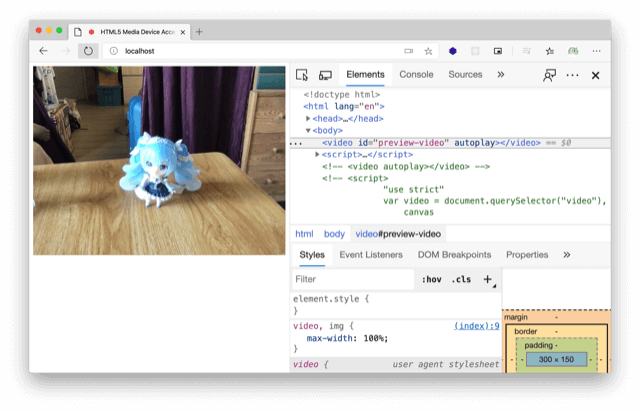 HTML5 Media Device Acce
localhost
Elements
Console
Sources
<!doctype html>
<html lang="en">
<head>…</head>
<body>
<video id="preview-video" autoplay></video> == $0
<script>…</script>
<!-- <video autoplay></video> -->
<!-- <script>
"use strict"
var video = document.querySelector("video"),
canvas
html body video#preview-video
Styles Event Listeners DOM Breakpoints Properties
Filter
:hov .cls +
element.style {
}
video, img { (index):9
max-width: 100%;
}
video { user agent stylesheet
margin -
border -
padding -
- - - 300 × 150 - - -